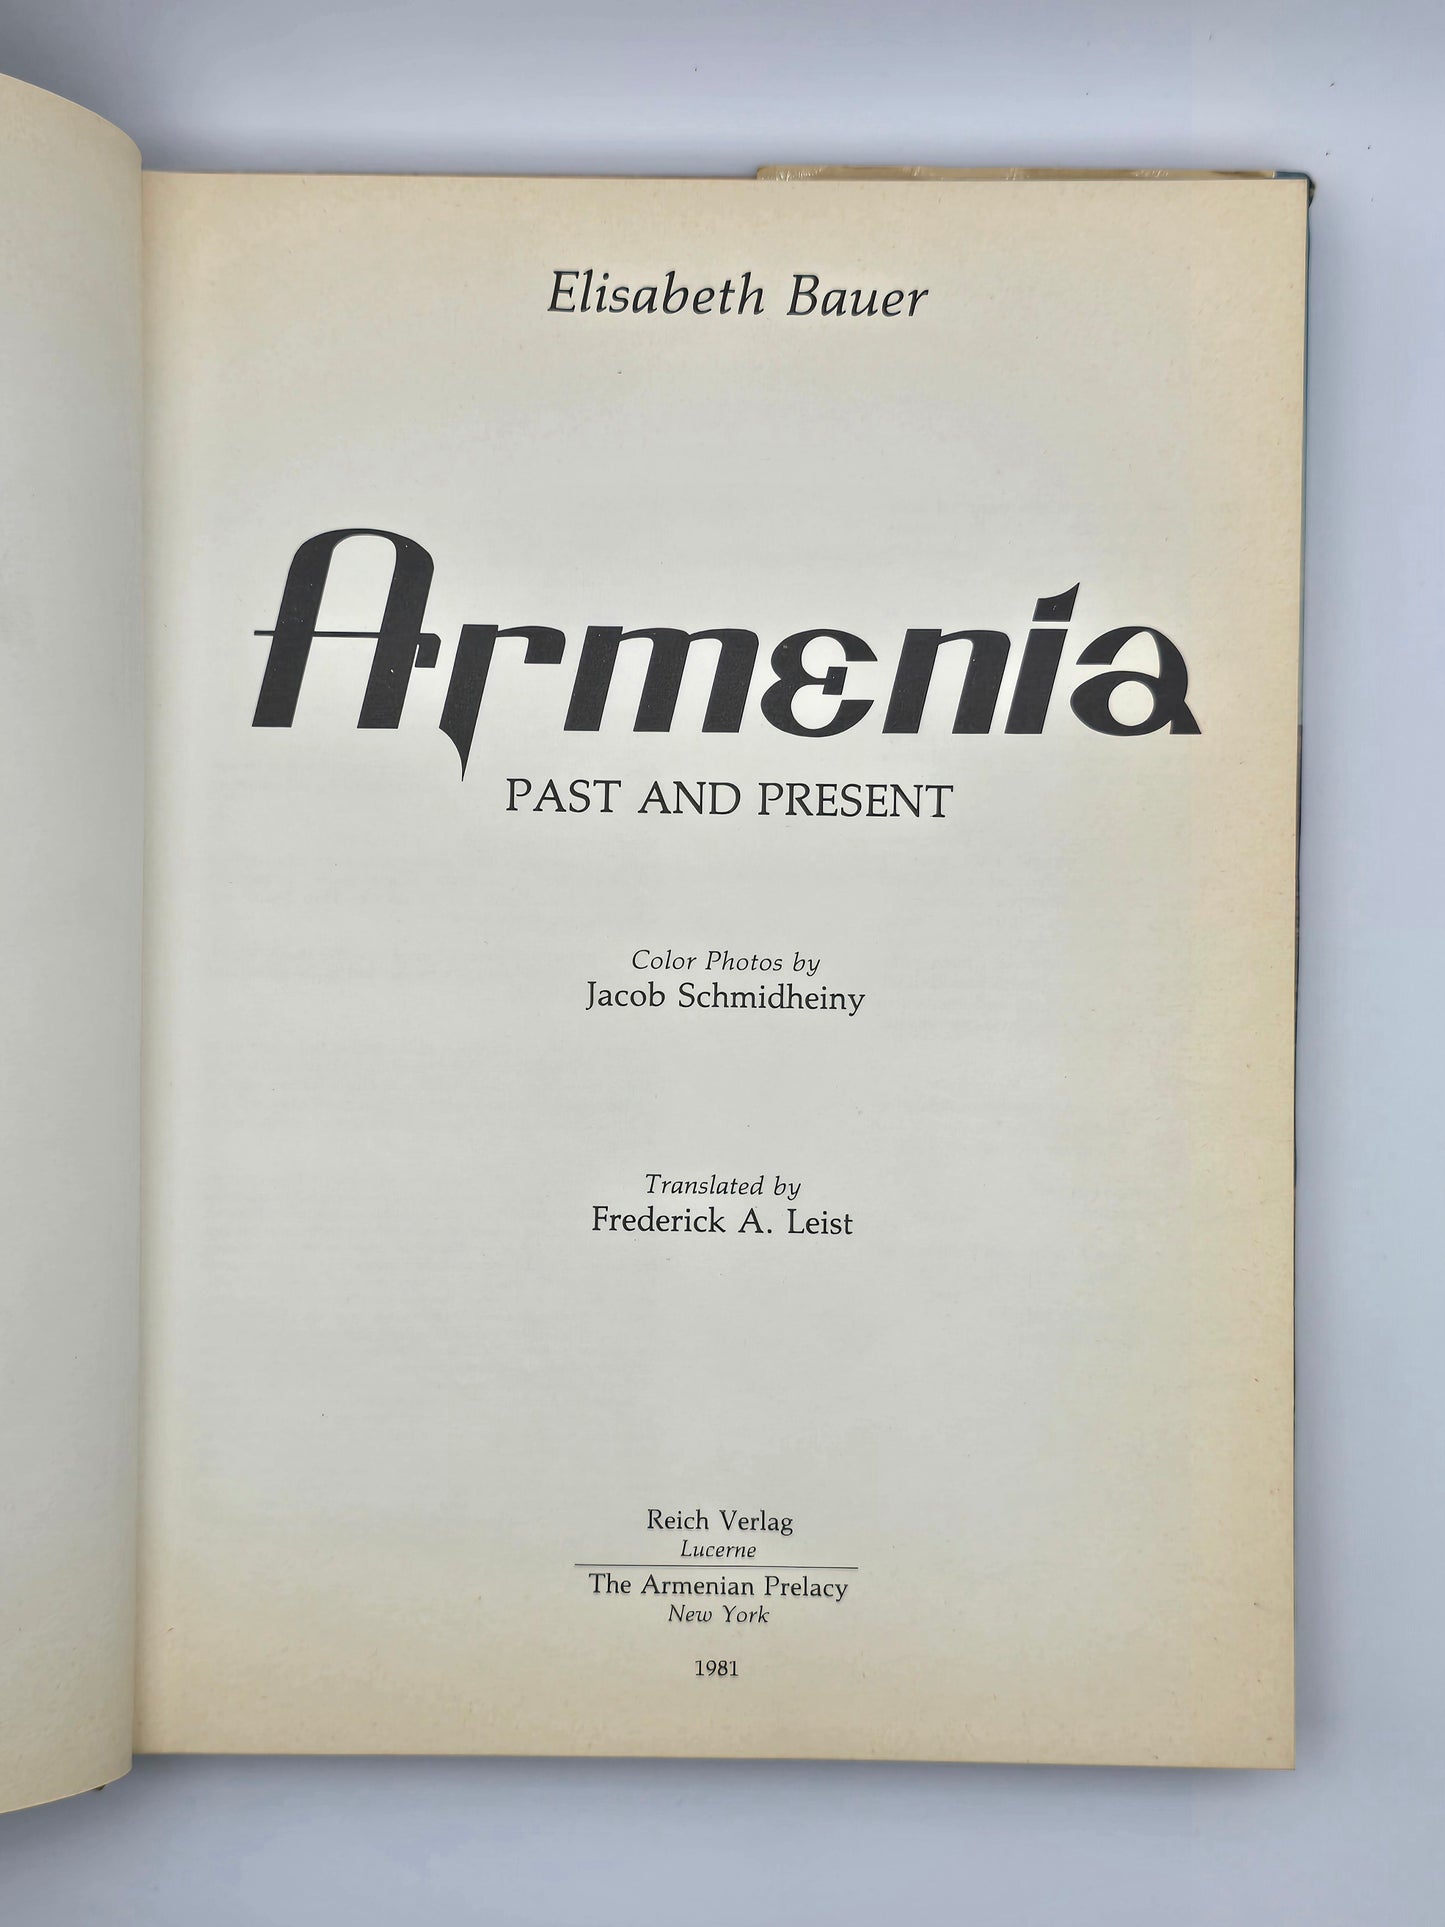 Elisabeth Bauer
Armenia
PAST AND PRESENT
Color Photos by
Jacob Schmidheiny
Translated by
Frederick A. Leist
Reich Verlag
Lucerne
The Armenian Prelacy
New York
1981